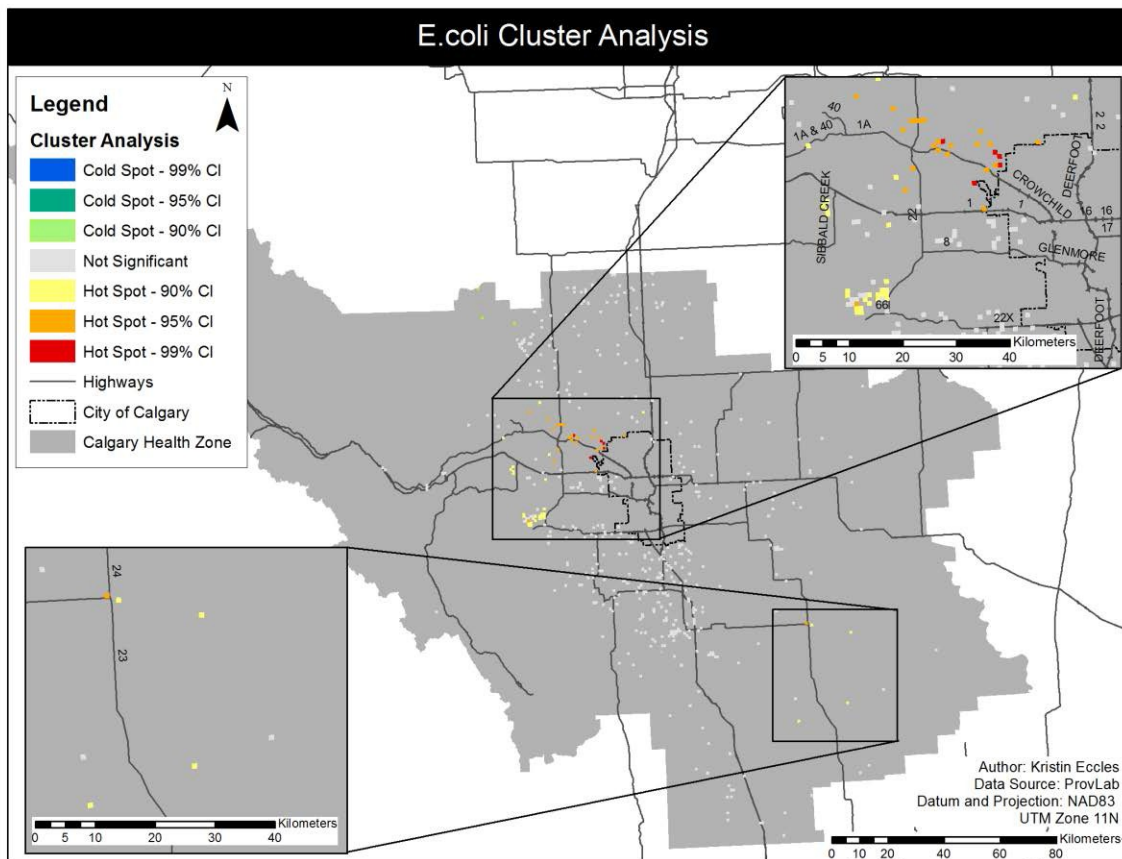 E.coli Cluster Analysis
Legend
N
Cluster Analysis
Cold Spot - 99% CI
Cold Spot - 95% CI
Cold Spot - 90% CI
Not Significant
Hot Spot - 90% CI
Hot Spot - 95% CI
Hot Spot - 99% CI
Highways
City of Calgary
Calgary Health Zone
40
1A & 40
1A
2
2
DEERFOOT
CROWCHILD
SIBBALD CREEK
22
1
1
16
16
17
8
GLENMORE
66
22X
DEERFOOT
Kilometers
0 5 10 20 30 40
24
23
Kilometers
0 5 10 20 30 40
Author: Kristin Eccles
Data Source: ProvLab
Datum and Projection: NAD83
UTM Zone 11N
Kilometers
0 10 20 40 60 80